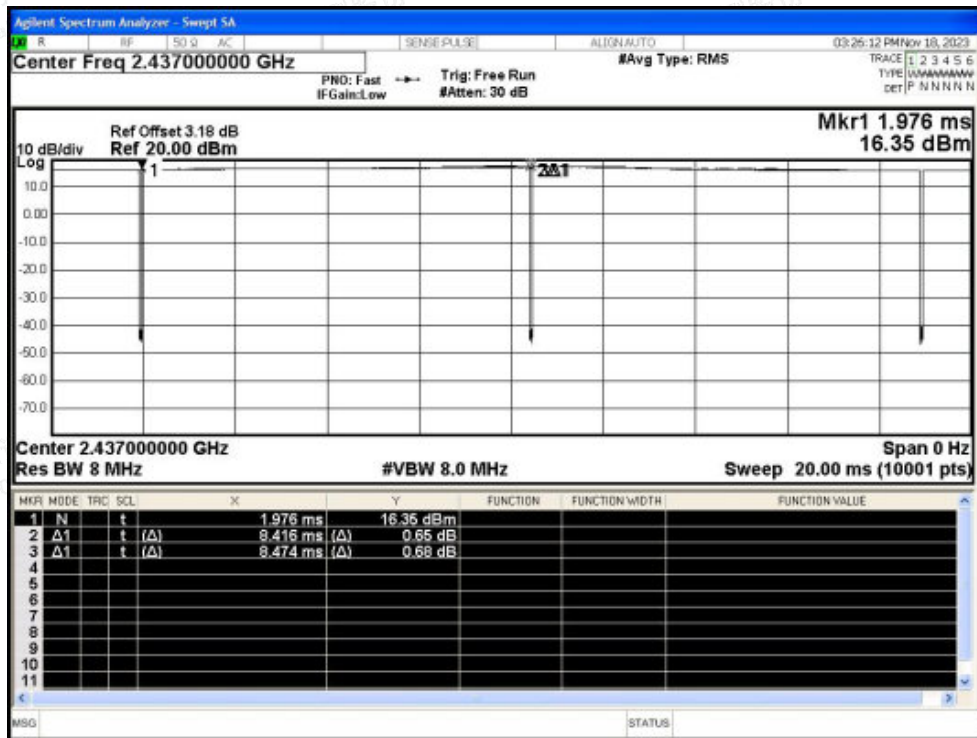 Agilent Spectrum Analyzer - Swept SA
R RF 50 Ω AC SENSE:PULSE ALIGNAUTO 03:26:12 PM Nov 18, 2023
Center Freq 2.437000000 GHz #Avg Type: RMS TRACE 1 2 3 4 5 6
PNO: Fast Trig: Free Run TYPE
IFGain:Low #Atten: 30 dB DET P N N N N N
Mkr1 1.976 ms
Ref Offset 3.18 dB
10 dB/div Ref 20.00 dBm 16.35 dBm
Log
1 2Δ1
10.0
0.00
-10.0
-20.0
-30.0
-40.0
-50.0
-60.0
-70.0
Center 2.437000000 GHz Span 0 Hz
Res BW 8 MHz #VBW 8.0 MHz Sweep 20.00 ms (10001 pts)
MKR MODE TRC SCL X Y FUNCTION FUNCTION WIDTH FUNCTION VALUE
1 N t 1.976 ms 16.35 dBm
2 Δ1 t (Δ) 8.416 ms (Δ) 0.65 dB
3 Δ1 t (Δ) 8.474 ms (Δ) 0.68 dB
4
5
6
7
8
9
10
11
MSG STATUS